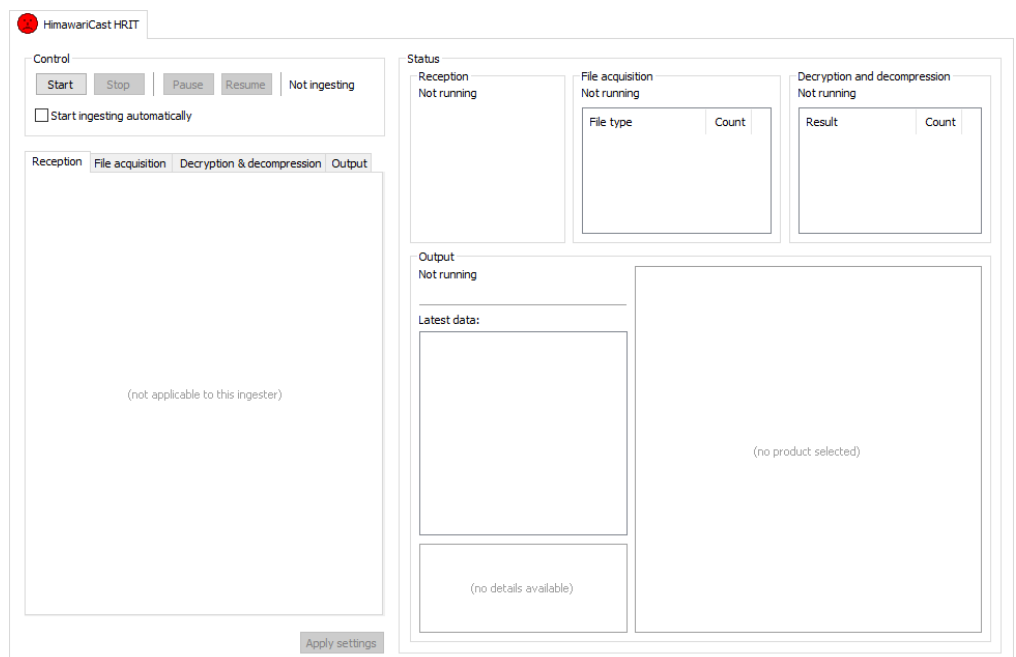 HimawariCast HRIT
Control
Start
Stop
Pause
Resume
Not ingesting
Start ingesting automatically
Reception
File acquisition
Decryption & decompression
Output
(not applicable to this ingester)
Apply settings
Status
Reception
Not running
File acquisition
Not running
File type
Count
Decryption and decompression
Not running
Result
Count
Output
Not running
Latest data:
(no details available)
(no product selected)